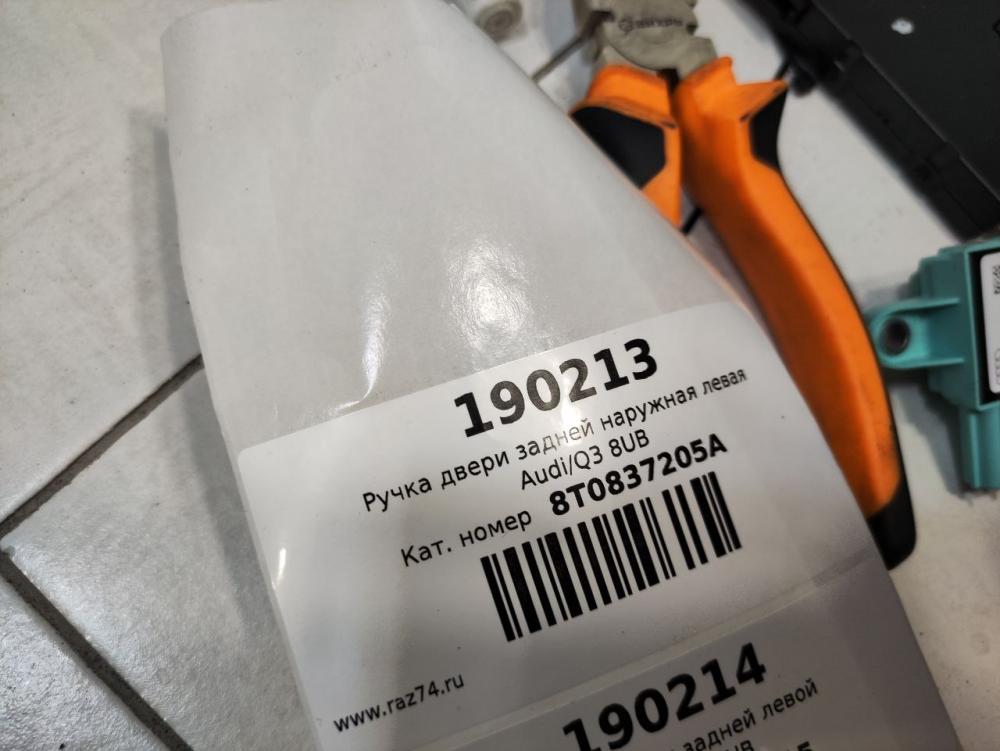 190213
Ручка двери задней наружная левая
Audi/Q3 8UB
Кат. номер 8T0837205A
www.raz74.ru
190214
задней левой